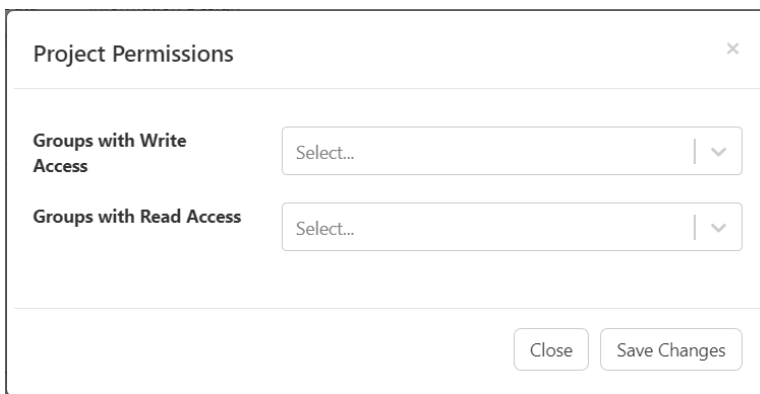 Project Permissions
×
Groups with Write
Access
Select...
Groups with Read Access
Select...
Close
Save Changes